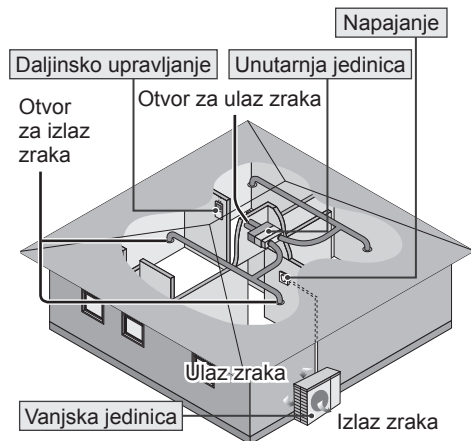 Napajanje
Daljinsko upravljanje
Unutarnja jedinica
Otvor
za izlaz
zraka
Otvor za ulaz zraka
Ulaz zraka
Vanjska jedinica
Izlaz zraka